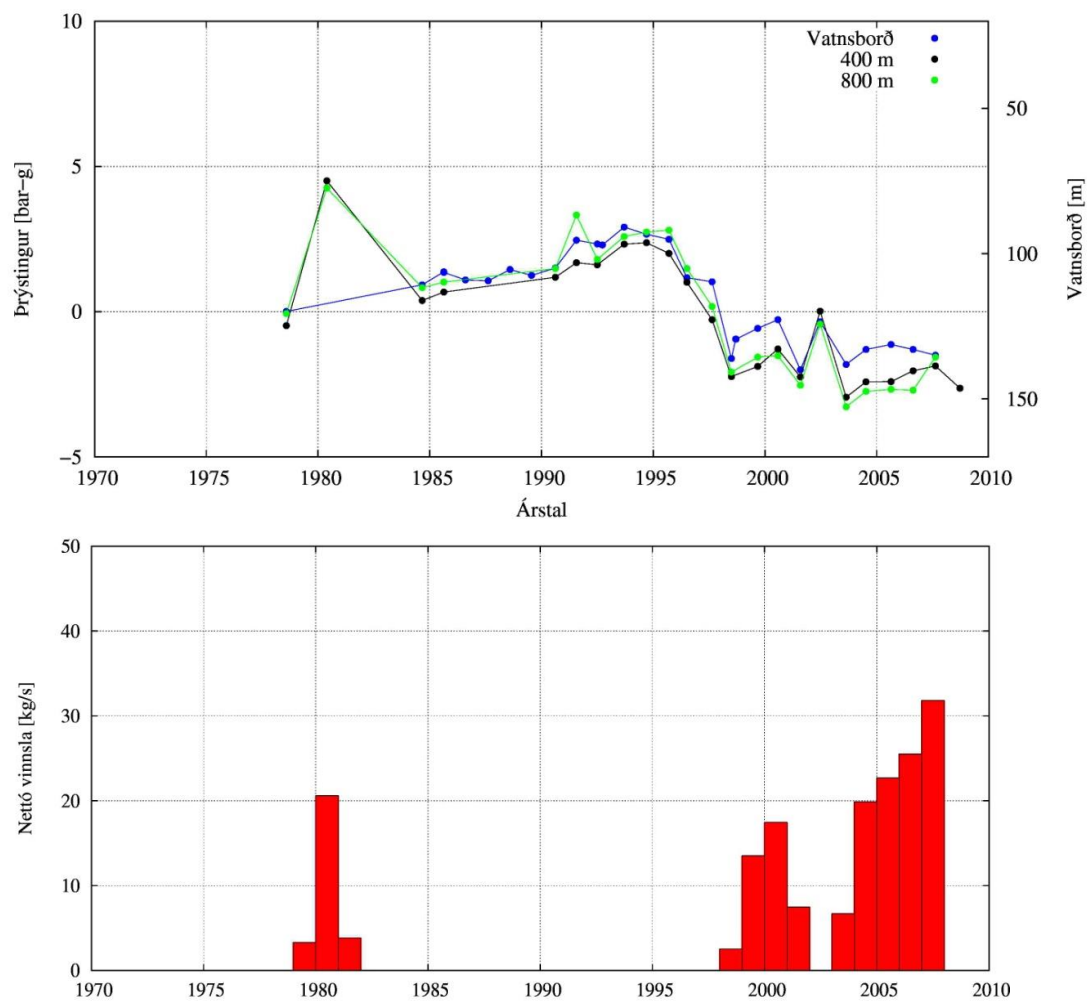 10
5
0
−5
Þrýstingur [bar−g]
Vatnsborð
400 m
800 m
50
100
150
Vatnsborð [m]
1970 1975 1980 1985 1990 1995 2000 2005 2010
Árstal
50
40
30
20
10
0
Nettó vinnsla [kg/s]
1970 1975 1980 1985 1990 1995 2000 2005 2010